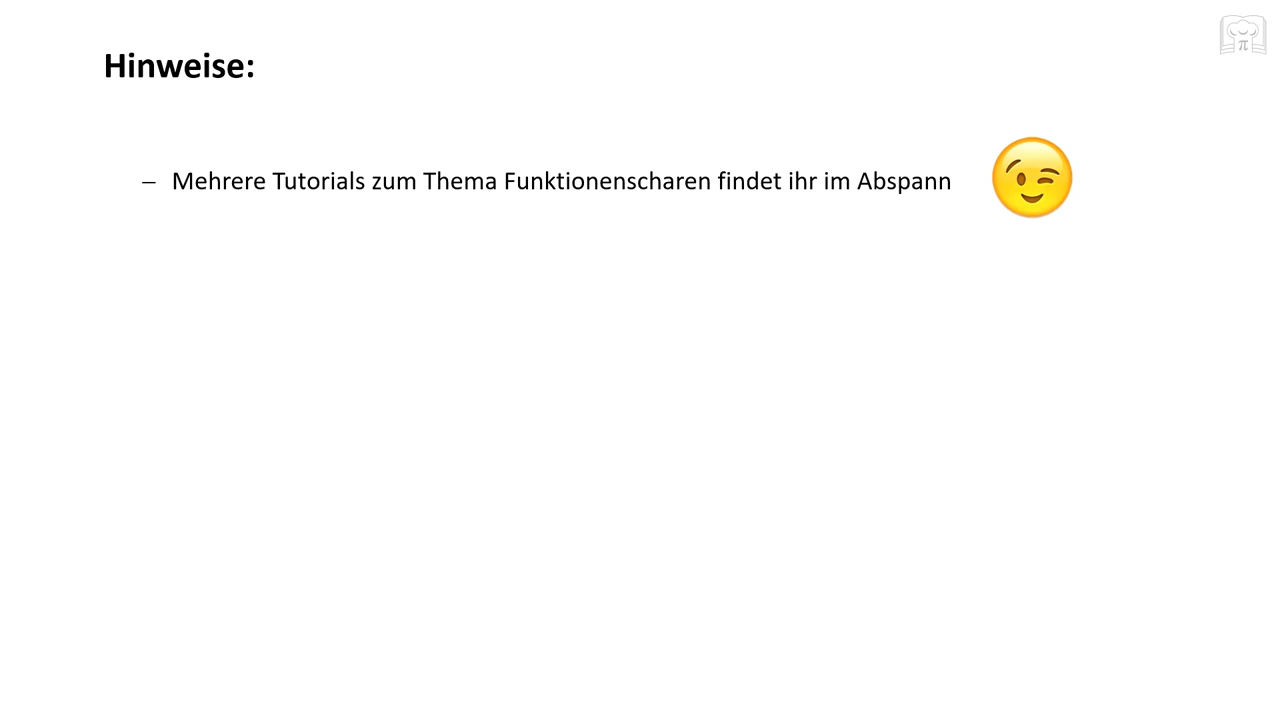 Hinweise:
– Mehrere Tutorials zum Thema Funktionenscharen findet ihr im Abspann
π